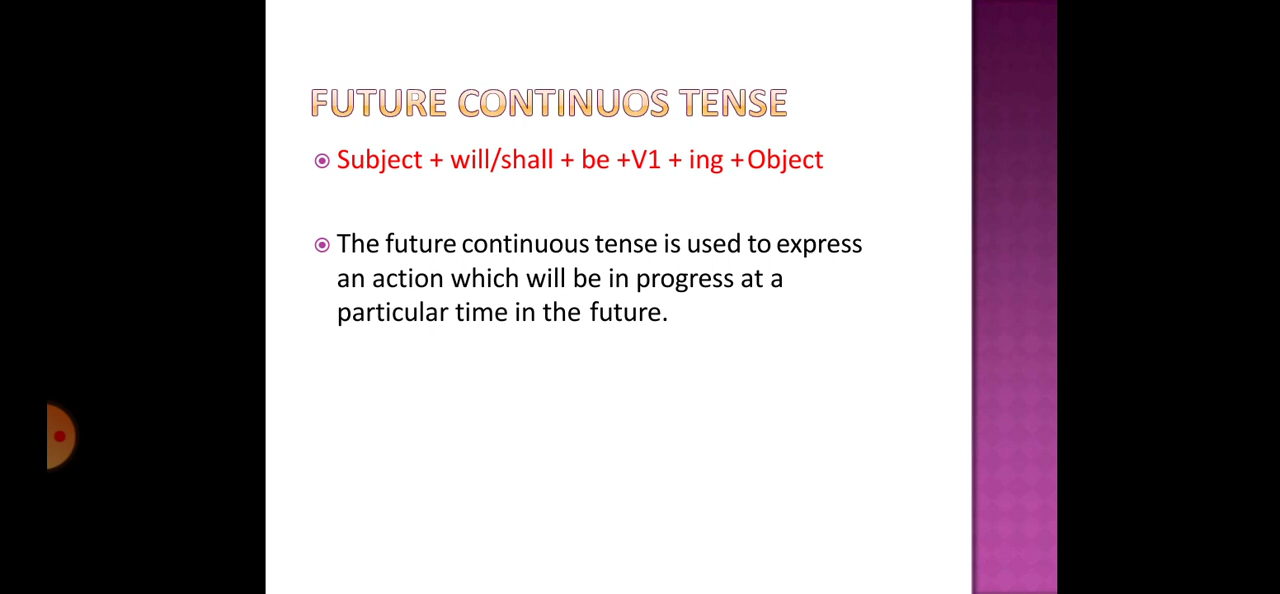 FUTURE CONTINUOS TENSE
Subject + will/shall + be +V1 + ing +Object
The future continuous tense is used to express
an action which will be in progress at a
particular time in the future.